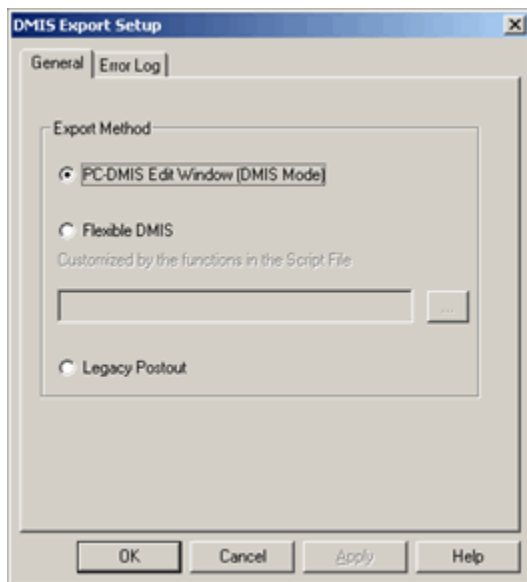 DMIS Export Setup
General Error Log
Export Method
PC-DMIS Edit Window (DMIS Mode)
Flexible DMIS
Customized by the functions in the Script File
...
Legacy Postout
OK Cancel Apply Help